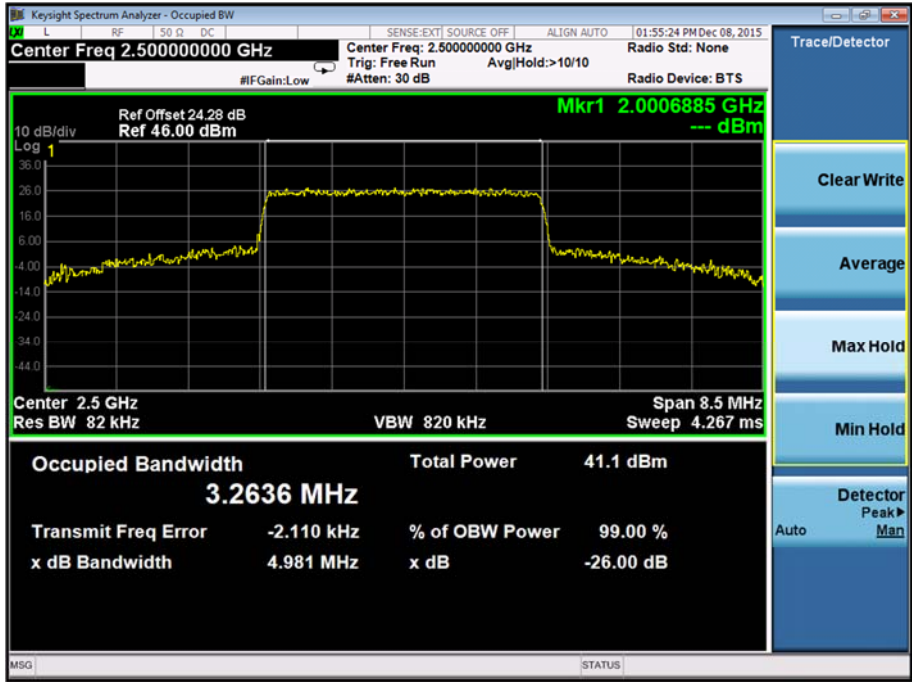 Keysight Spectrum Analyzer - Occupied BW
LXI L RF 50 Ω DC SENSE:EXT SOURCE OFF ALIGN AUTO 01:55:24 PM Dec 08, 2015
Center Freq 2.500000000 GHz
Center Freq: 2.500000000 GHz
Radio Std: None
Trig: Free Run Avg|Hold:>10/10
#IFGain:Low
#Atten: 30 dB
Radio Device: BTS
Trace/Detector
Mkr1 2.0006885 GHz
--- dBm
Ref Offset 24.28 dB
10 dB/div Ref 46.00 dBm
Log
1
36.0
26.0
16.0
6.00
-4.00
-14.0
-24.0
-34.0
-44.0
Center 2.5 GHz
Span 8.5 MHz
Res BW 82 kHz
VBW 820 kHz
Sweep 4.267 ms
Occupied Bandwidth
3.2636 MHz
Total Power 41.1 dBm
Transmit Freq Error -2.110 kHz
% of OBW Power 99.00 %
x dB Bandwidth 4.981 MHz
x dB -26.00 dB
Clear Write
Average
Max Hold
Min Hold
Detector
Peak▶
Auto Man
MSG
STATUS